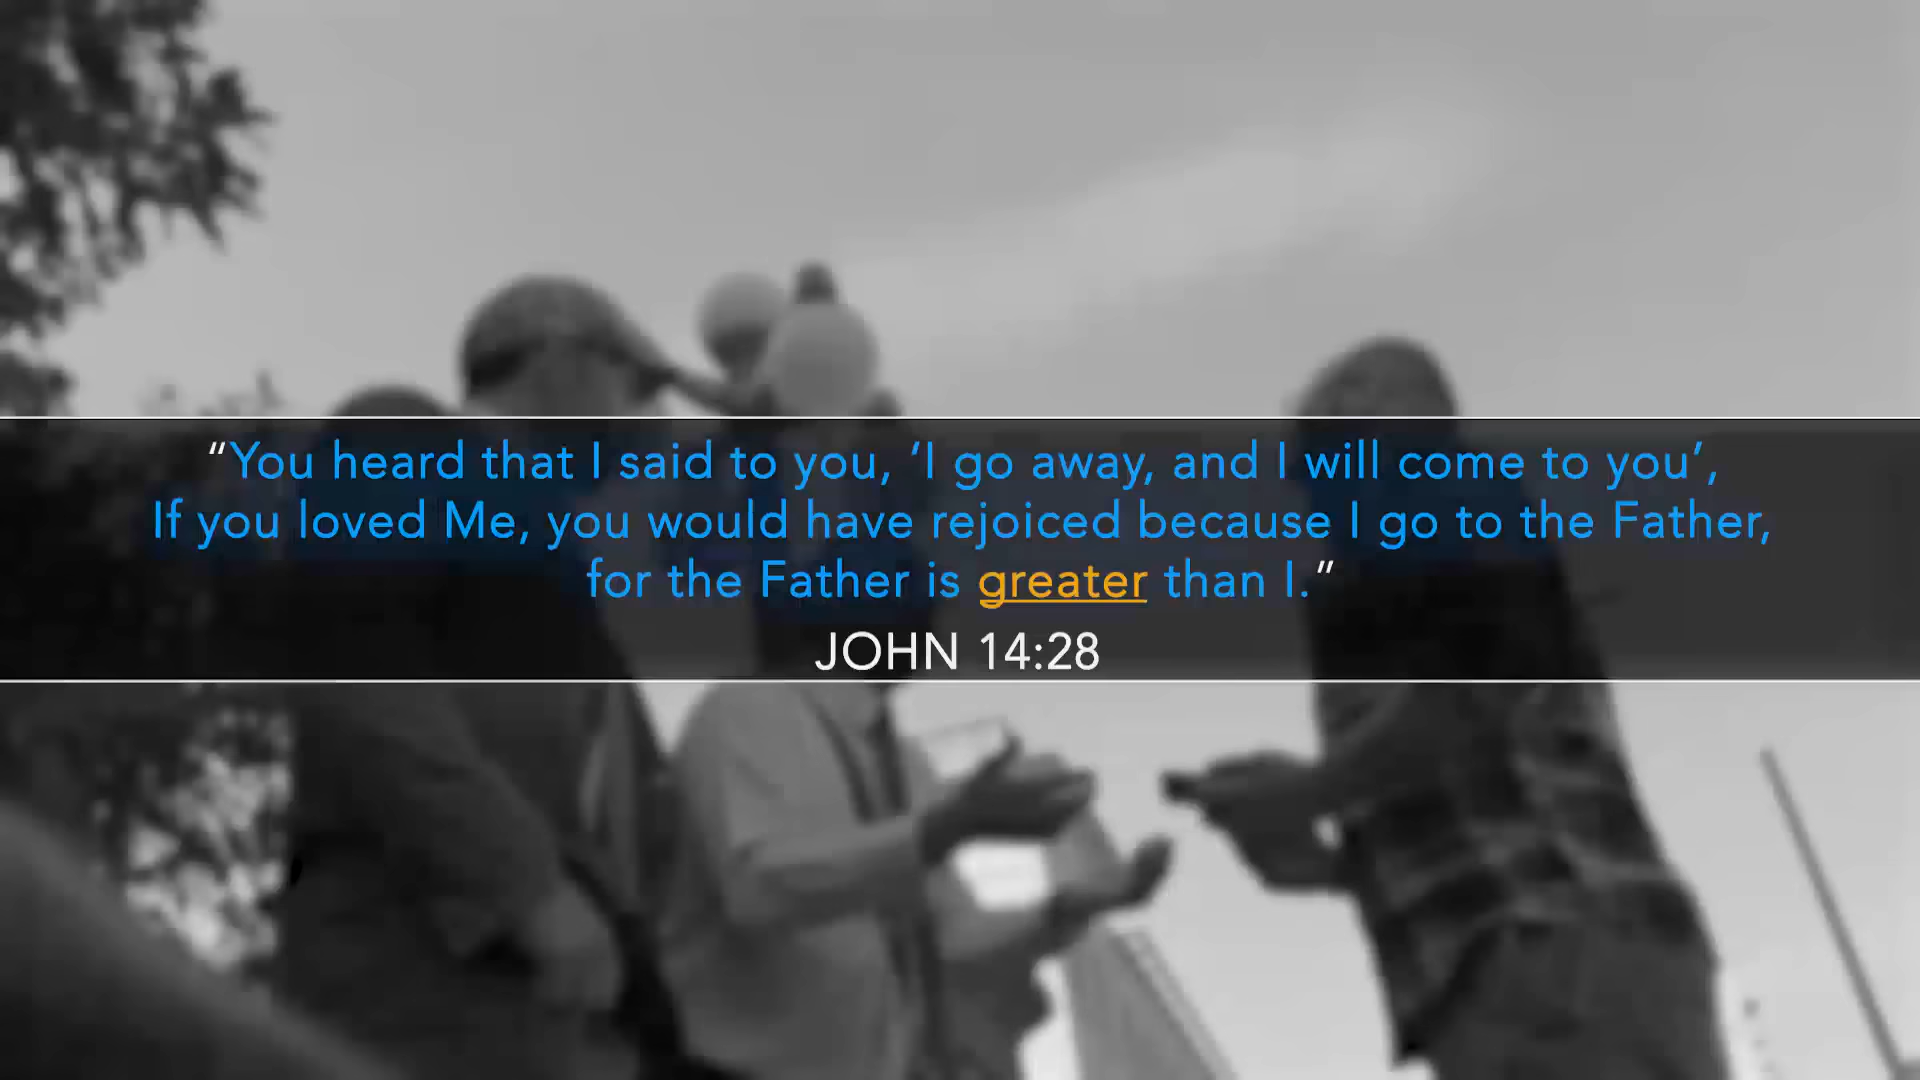 “You heard that I said to you, ‘I go away, and I will come to you’,
If you loved Me, you would have rejoiced because I go to the Father,
for the Father is greater than I.”
JOHN 14:28